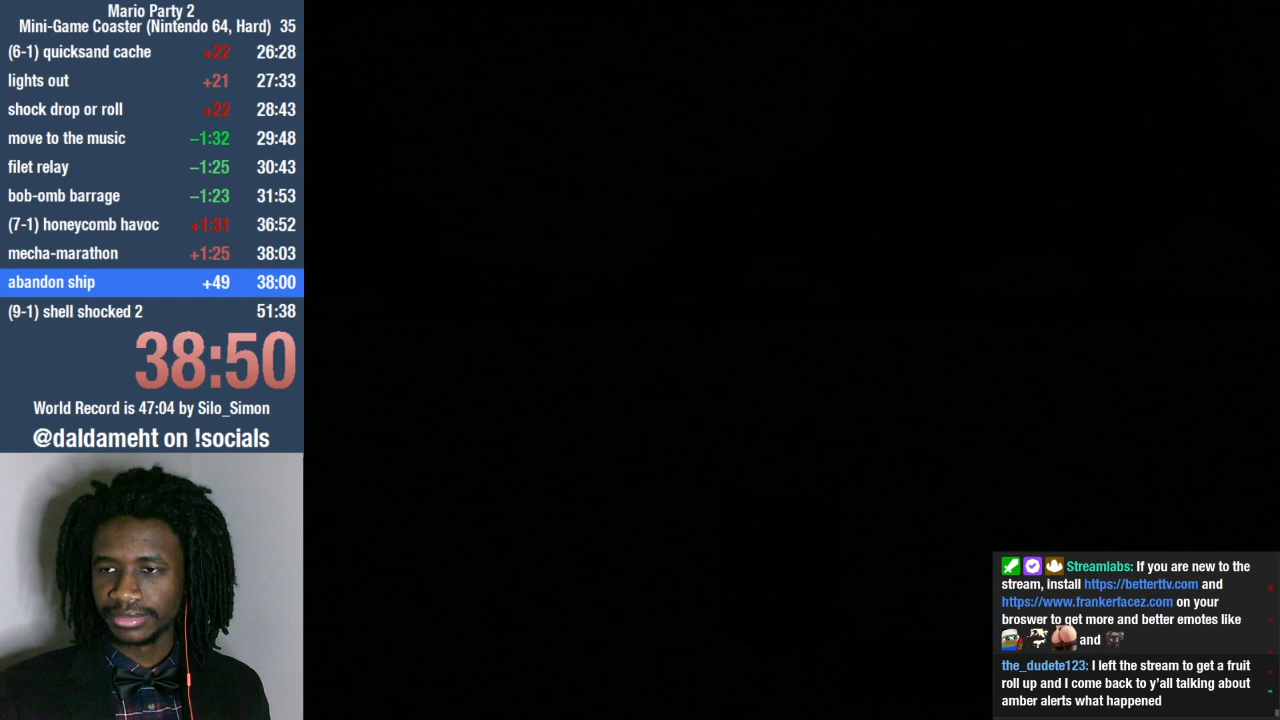 Mario Party 2
Mini-Game Coaster (Nintendo 64, Hard) 35
(6-1) quicksand cache +22 26:28
lights out +21 27:33
shock drop or roll +22 28:43
move to the music −1:32 29:48
filet relay −1:25 30:43
bob-omb barrage −1:23 31:53
(7-1) honeycomb havoc +1:31 36:52
mecha-marathon +1:25 38:03
abandon ship +49 38:00
(9-1) shell shocked 2 51:38
38:50
World Record is 47:04 by Silo_Simon
@daldameht on !socials
Streamlabs: If you are new to the
stream, install https://betterttv.com and
https://www.frankerfacez.com on your
broswer to get more and better emotes like
and
the_dudete123: I left the stream to get a fruit
roll up and I come back to y'all talking about
amber alerts what happened